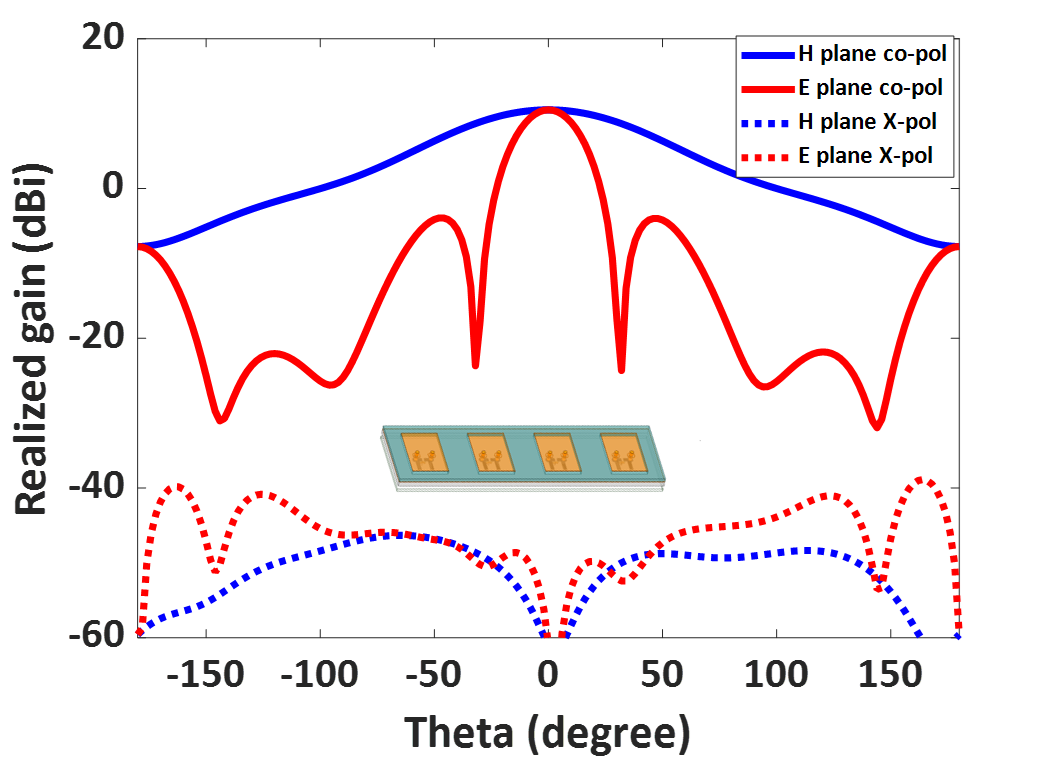 20
0
-20
-40
-60
Realized gain (dBi)
H plane co-pol
E plane co-pol
H plane X-pol
E plane X-pol
-150 -100 -50 0 50 100 150
Theta (degree)